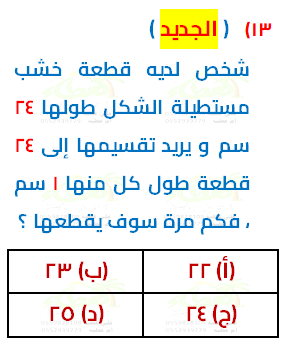 ١٣) ( الجديد )
شخص لديه قطعة خشب
مستطيلة الشكل طولها ٢٤
سم و يريد تقسيمها إلى ٢٤
قطعة طول كل منها ١ سم
، فكم مرة سوف يقطعها ؟
(أ) ٢٢ (ب) ٢٣
(ج) ٢٤ (د) ٢٥